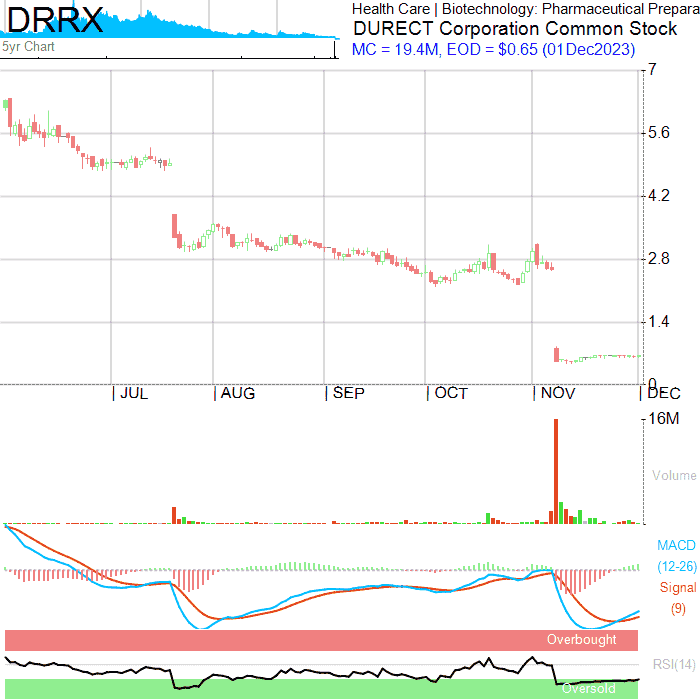 DRRX
5yr Chart
Health Care | Biotechnology: Pharmaceutical Prepara
DURECT Corporation Common Stock
MC = 19.4M, EOD = $0.65 (01Dec2023)
7
5.6
4.2
2.8
1.4
0
JUL AUG SEP OCT NOV DEC
16M
Volume
MACD
(12-26)
Signal
(9)
Overbought
RSI(14)
Oversold